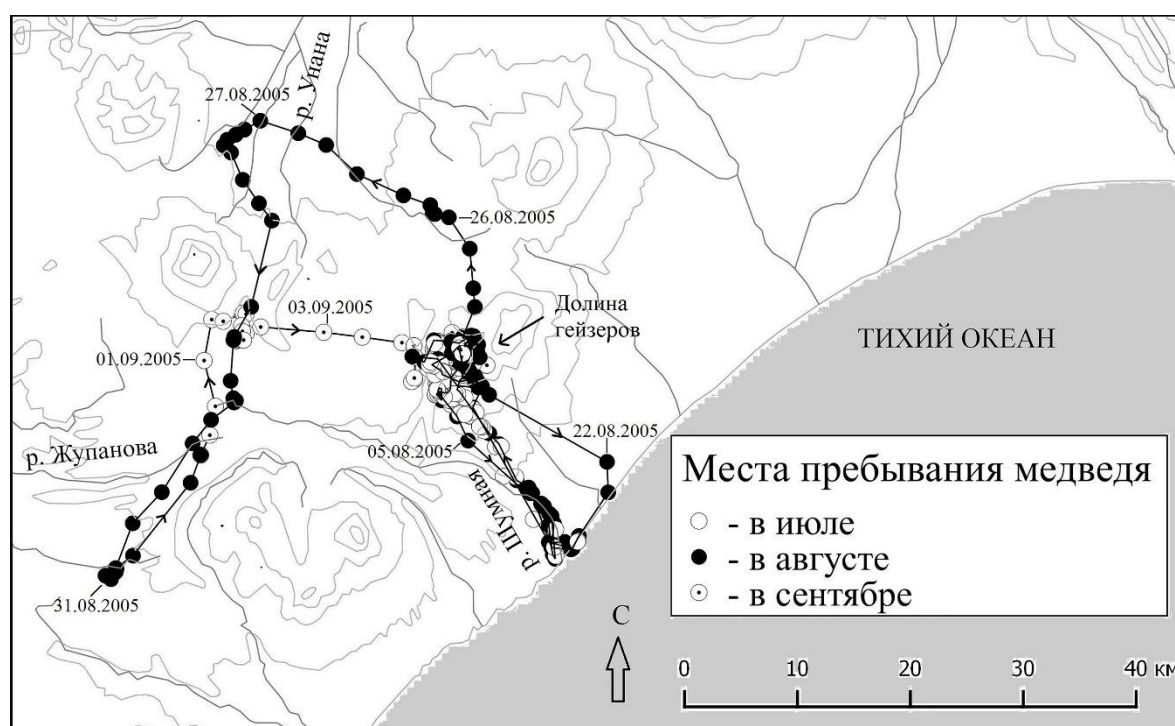 27.08.2005
р. Унана
26.08.2005
03.09.2005
Долина
гейзеров
01.09.2005
ТИХИЙ ОКЕАН
22.08.2005
05.08.2005
р. Жупанова
р. Шумная
31.08.2005
Места пребывания медведя
- в июле
- в августе
- в сентябре
С
0 10 20 30 40 км